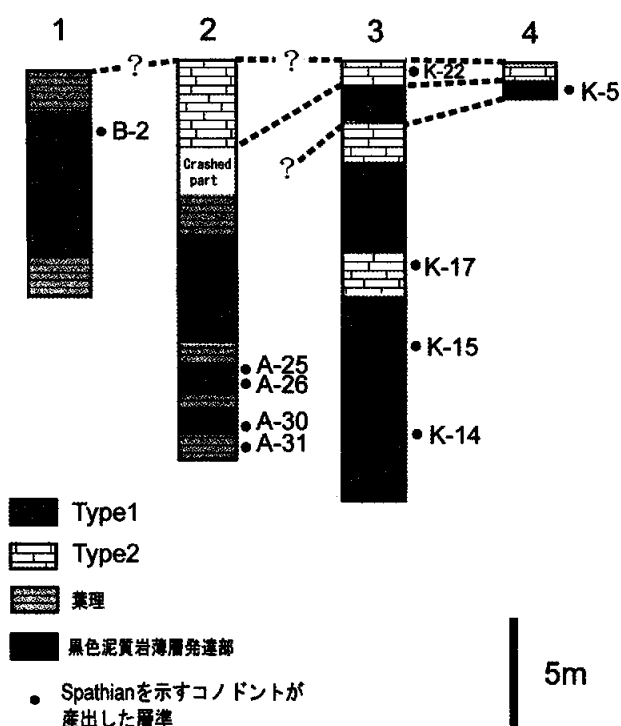 1 2 3 4
? ?
K-22
K-5
B-2
Crashed
part
?
K-17
K-15
A-25
A-26
A-30
K-14
A-31
Type1
Type2
葉理
黒色泥質岩薄層発達部
5m
Spathianを示すコノドントが
産出した層準